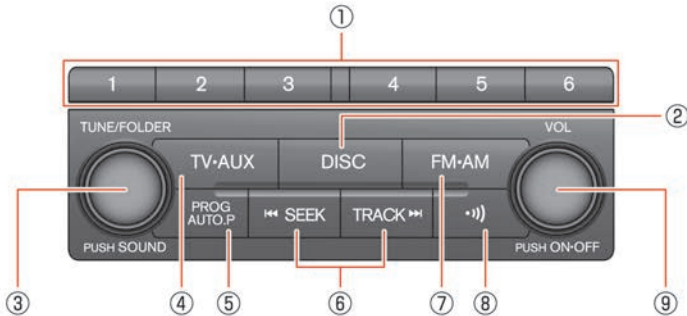 ①
1 2 3 4 5 6
②
TUNE/FOLDER
VOL
TV•AUX DISC FM•AM
PROG
AUTO.P
⏮ SEEK TRACK ⏭ •)))
PUSH SOUND
PUSH ON•OFF
③ ④ ⑤ ⑥ ⑦ ⑧ ⑨